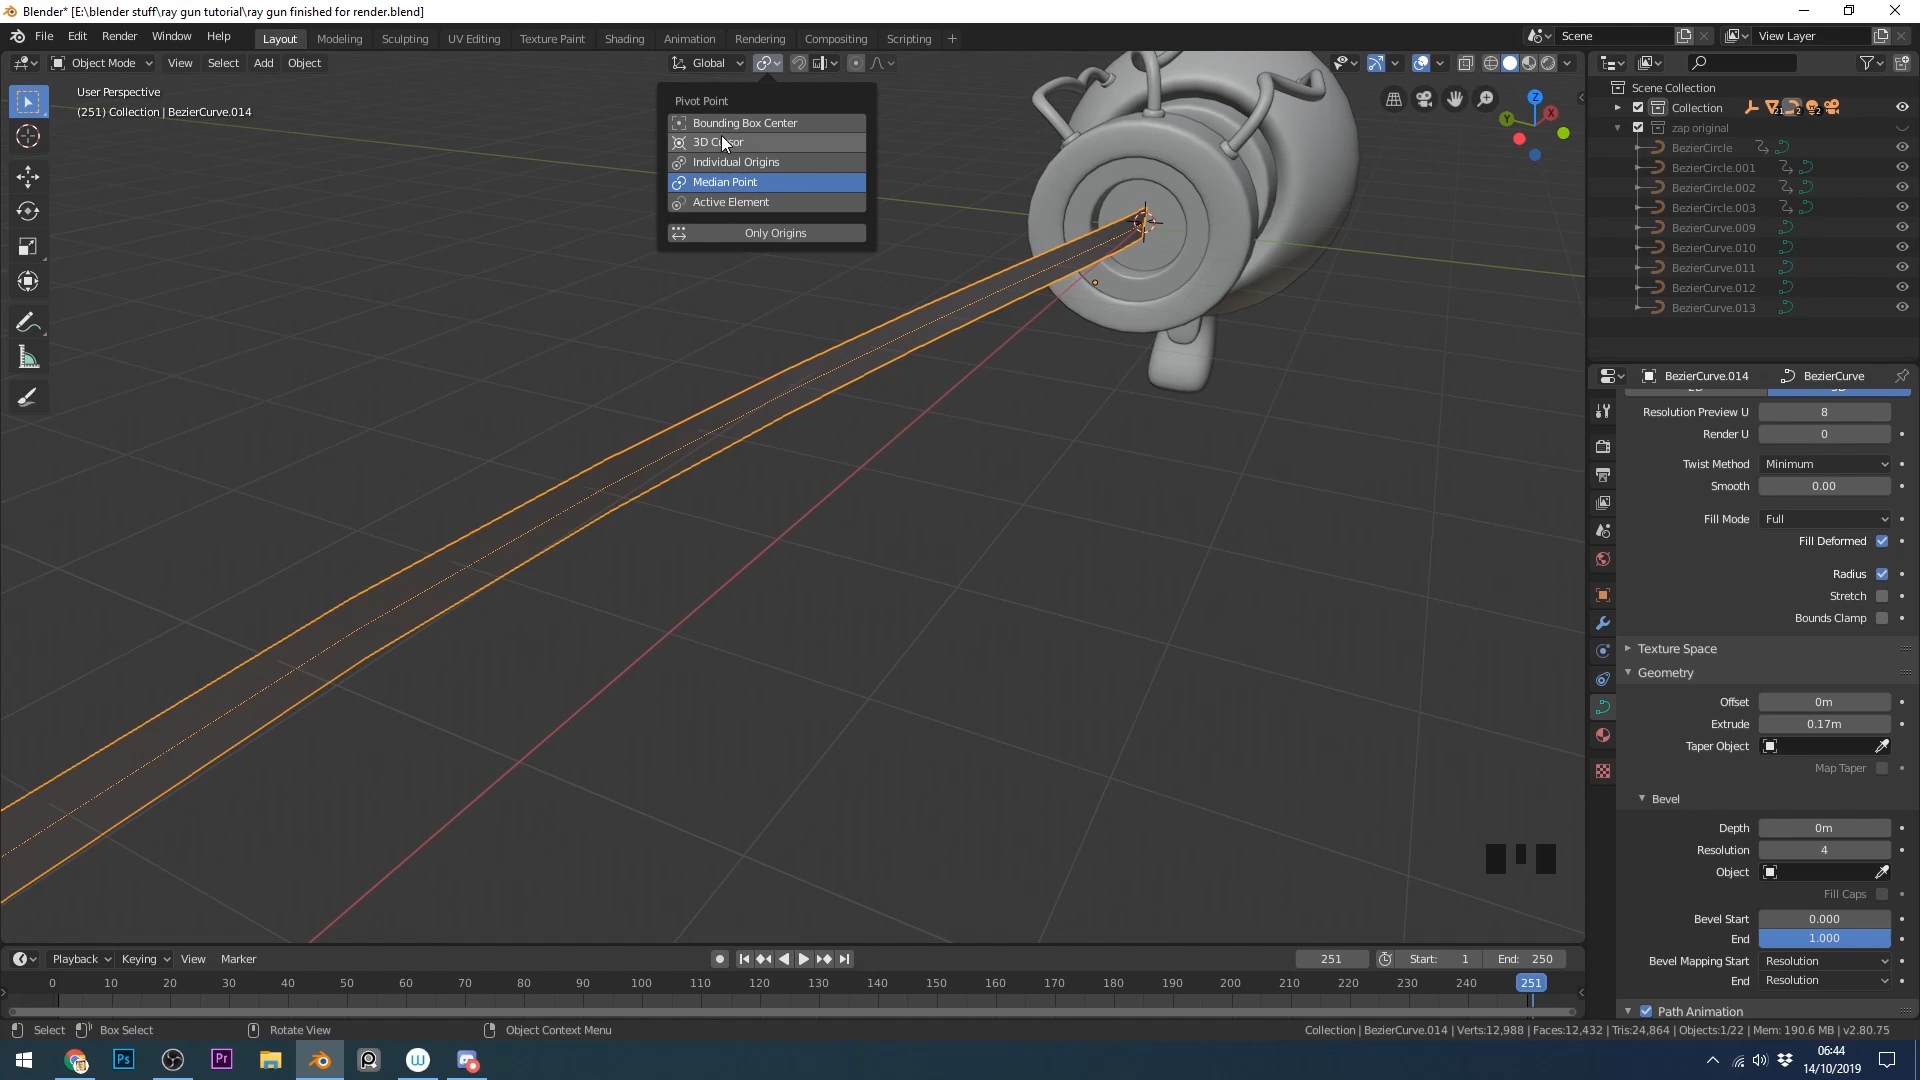 Blender* [E:\blender stuff\ray gun tutorial\ray gun finished for render.blend]
File Edit Render Window Help
Layout Modeling Sculpting UV Editing Texture Paint Shading Animation Rendering Compositing Scripting +
Scene
View Layer
Object Mode View Select Add Object
Global
User Perspective
(251) Collection | BezierCurve.014
Pivot Point
Bounding Box Center
3D Cursor
Individual Origins
Median Point
Active Element
Only Origins
Z
X
Y
Scene Collection
Collection 21 2 2
zap original
BezierCircle
BezierCircle.001
BezierCircle.002
BezierCircle.003
BezierCurve.009
BezierCurve.010
BezierCurve.011
BezierCurve.012
BezierCurve.013
BezierCurve.014 BezierCurve
Resolution Preview U 8
Render U 0
Twist Method Minimum
Smooth 0.00
Fill Mode Full
Fill Deformed
Radius
Stretch
Bounds Clamp
Texture Space
Geometry
Offset 0m
Extrude 0.17m
Taper Object
Map Taper
Bevel
Depth 0m
Resolution 4
Object
Fill Caps
Bevel Start 0.000
End 1.000
Bevel Mapping Start Resolution
End Resolution
Path Animation
Playback Keying View Marker
251 Start: 1 End: 250
0 10 20 30 40 50 60 70 80 90 100 110 120 130 140 150 160 170 180 190 200 210 220 230 240 251
Select Box Select Rotate View Object Context Menu
Collection | BezierCurve.014 | Verts:12,988 | Faces:12,432 | Tris:24,864 | Objects:1/22 | Mem: 190.6 MB | v2.80.75
Ps
Pr
06:44
14/10/2019